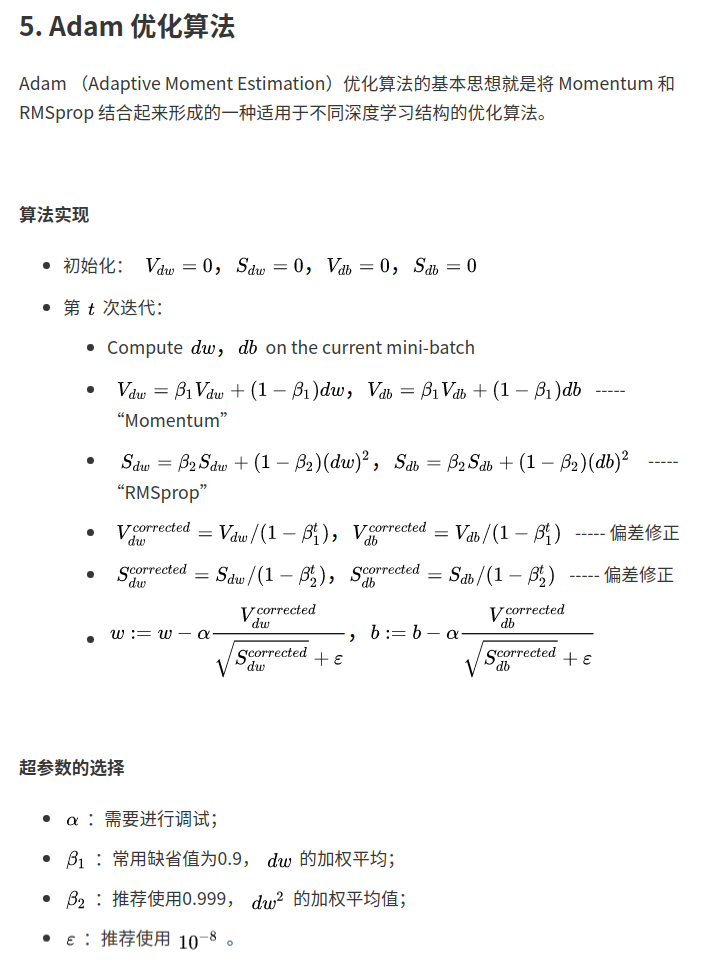 5. Adam 优化算法
Adam （Adaptive Moment Estimation）优化算法的基本思想就是将 Momentum 和
RMSprop 结合起来形成的一种适用于不同深度学习结构的优化算法。
算法实现
• 初始化： $V_{dw} = 0$，$S_{dw} = 0$，$V_{db} = 0$，$S_{db} = 0$
• 第 $t$ 次迭代：
• Compute $dw$，$db$ on the current mini-batch
• $V_{dw} = \beta_1 V_{dw} + (1 - \beta_1)dw$，$V_{db} = \beta_1 V_{db} + (1 - \beta_1)db$ -----
“Momentum”
• $S_{dw} = \beta_2 S_{dw} + (1 - \beta_2)(dw)^2$，$S_{db} = \beta_2 S_{db} + (1 - \beta_2)(db)^2$ -----
“RMSprop”
• $V_{dw}^{corrected} = V_{dw}/(1 - \beta_1^t)$，$V_{db}^{corrected} = V_{db}/(1 - \beta_1^t)$ ----- 偏差修正
• $S_{dw}^{corrected} = S_{dw}/(1 - \beta_2^t)$，$S_{db}^{corrected} = S_{db}/(1 - \beta_2^t)$ ----- 偏差修正
• $w := w - \alpha \frac{V_{dw}^{corrected}}{\sqrt{S_{dw}^{corrected}} + \varepsilon}$，$b := b - \alpha \frac{V_{db}^{corrected}}{\sqrt{S_{db}^{corrected}} + \varepsilon}$
超参数的选择
• $\alpha$ ：需要进行调试；
• $\beta_1$ ：常用缺省值为0.9， $dw$ 的加权平均；
• $\beta_2$ ：推荐使用0.999， $dw^2$ 的加权平均值；
• $\varepsilon$ ：推荐使用 $10^{-8}$ 。